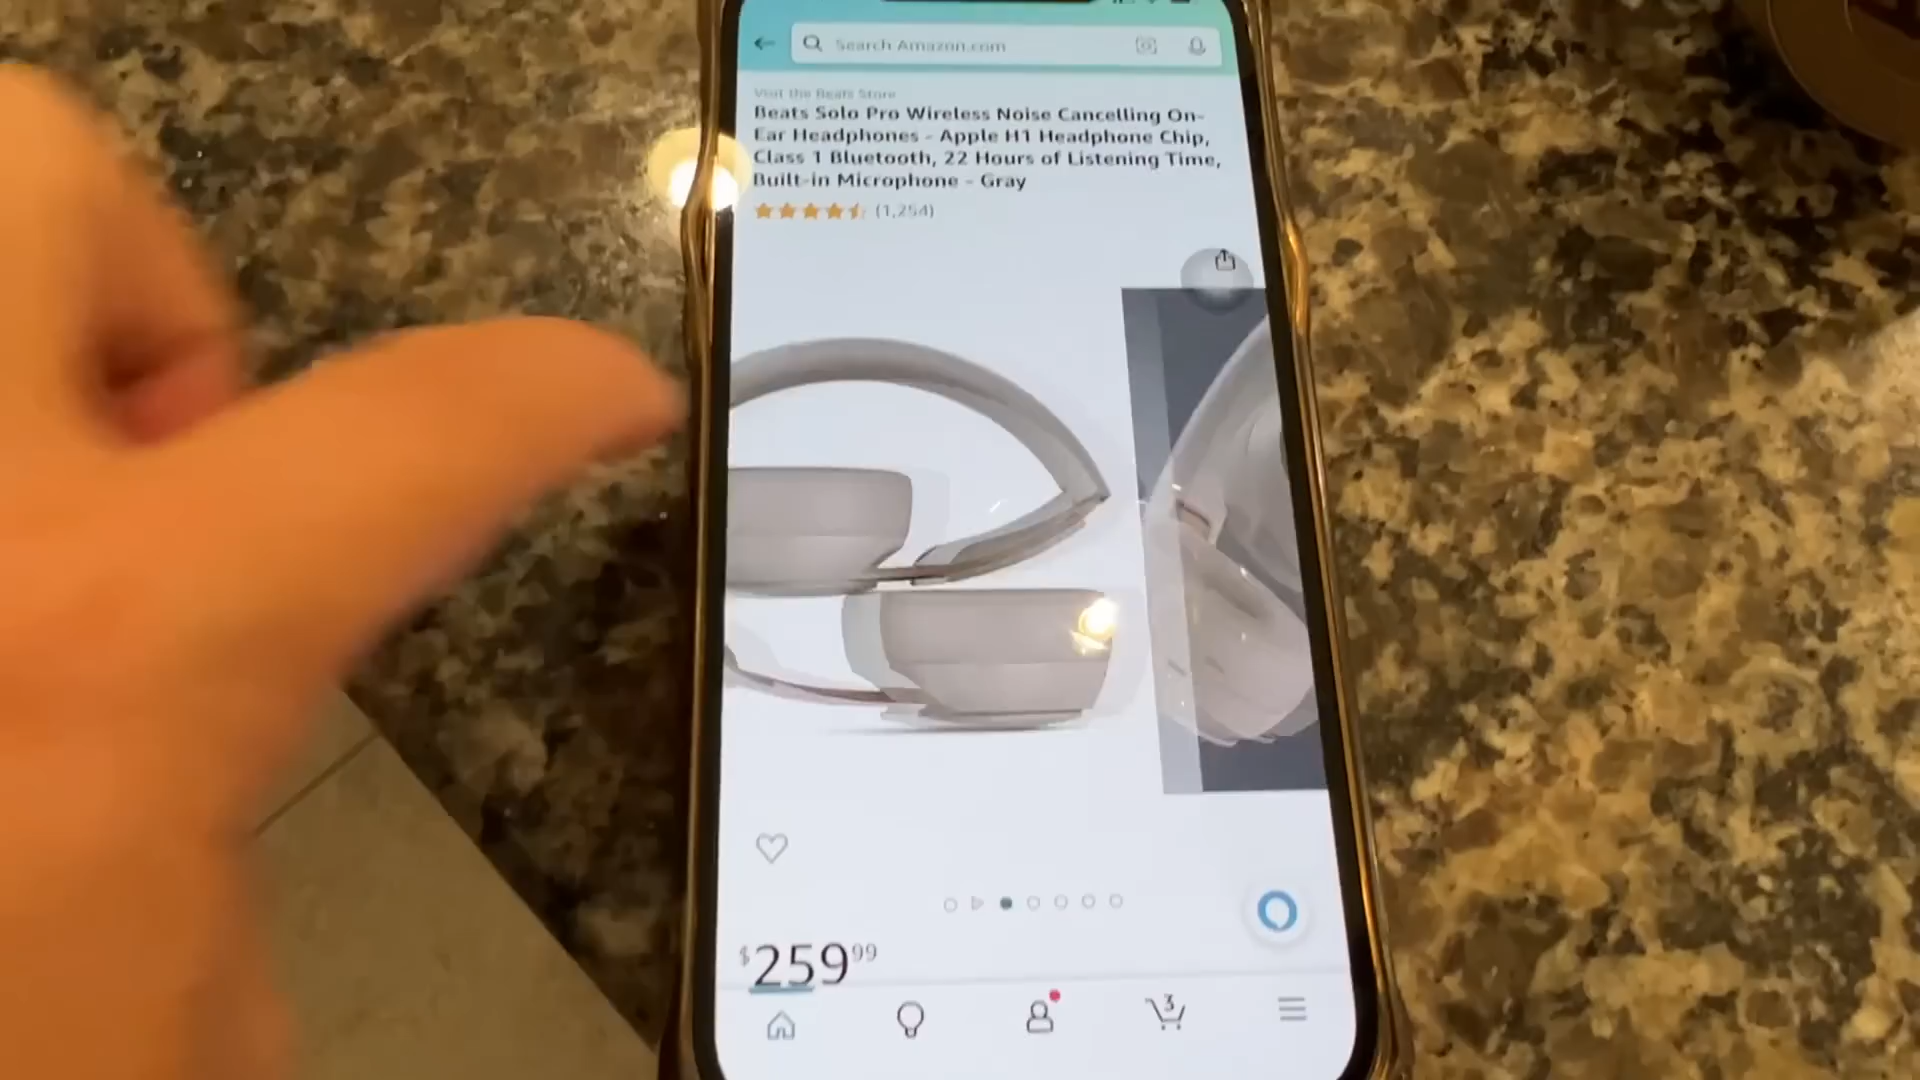 Search Amazon.com
Visit the Beats Store
Beats Solo Pro Wireless Noise Cancelling On-
Ear Headphones - Apple H1 Headphone Chip,
Class 1 Bluetooth, 22 Hours of Listening Time,
Built-in Microphone - Gray
(1,254)
$259 99
3